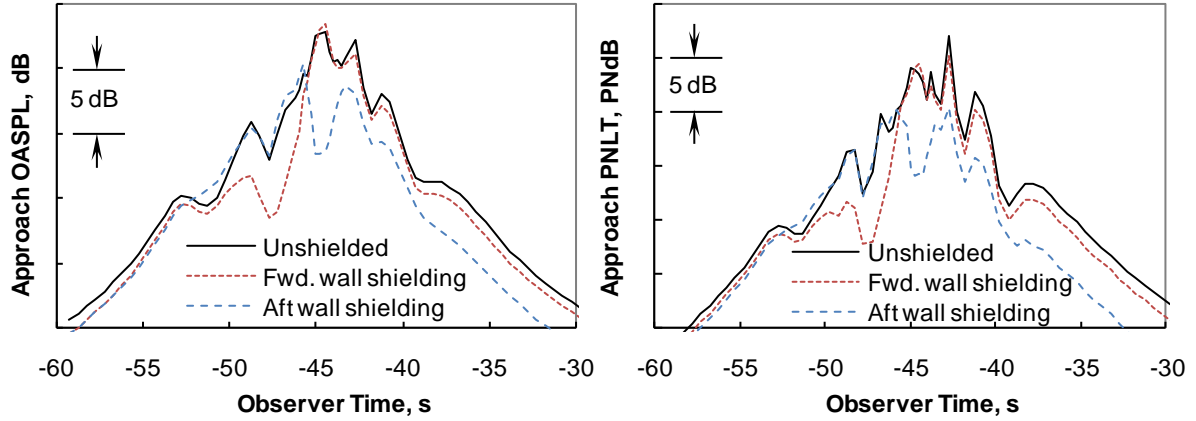 Approach OASPL, dB
5 dB
Unshielded
Fwd. wall shielding
Aft wall shielding
-60 -55 -50 -45 -40 -35 -30
Observer Time, s
Approach PNLT, PNdB
5 dB
Unshielded
Fwd. wall shielding
Aft wall shielding
-60 -55 -50 -45 -40 -35 -30
Observer Time, s